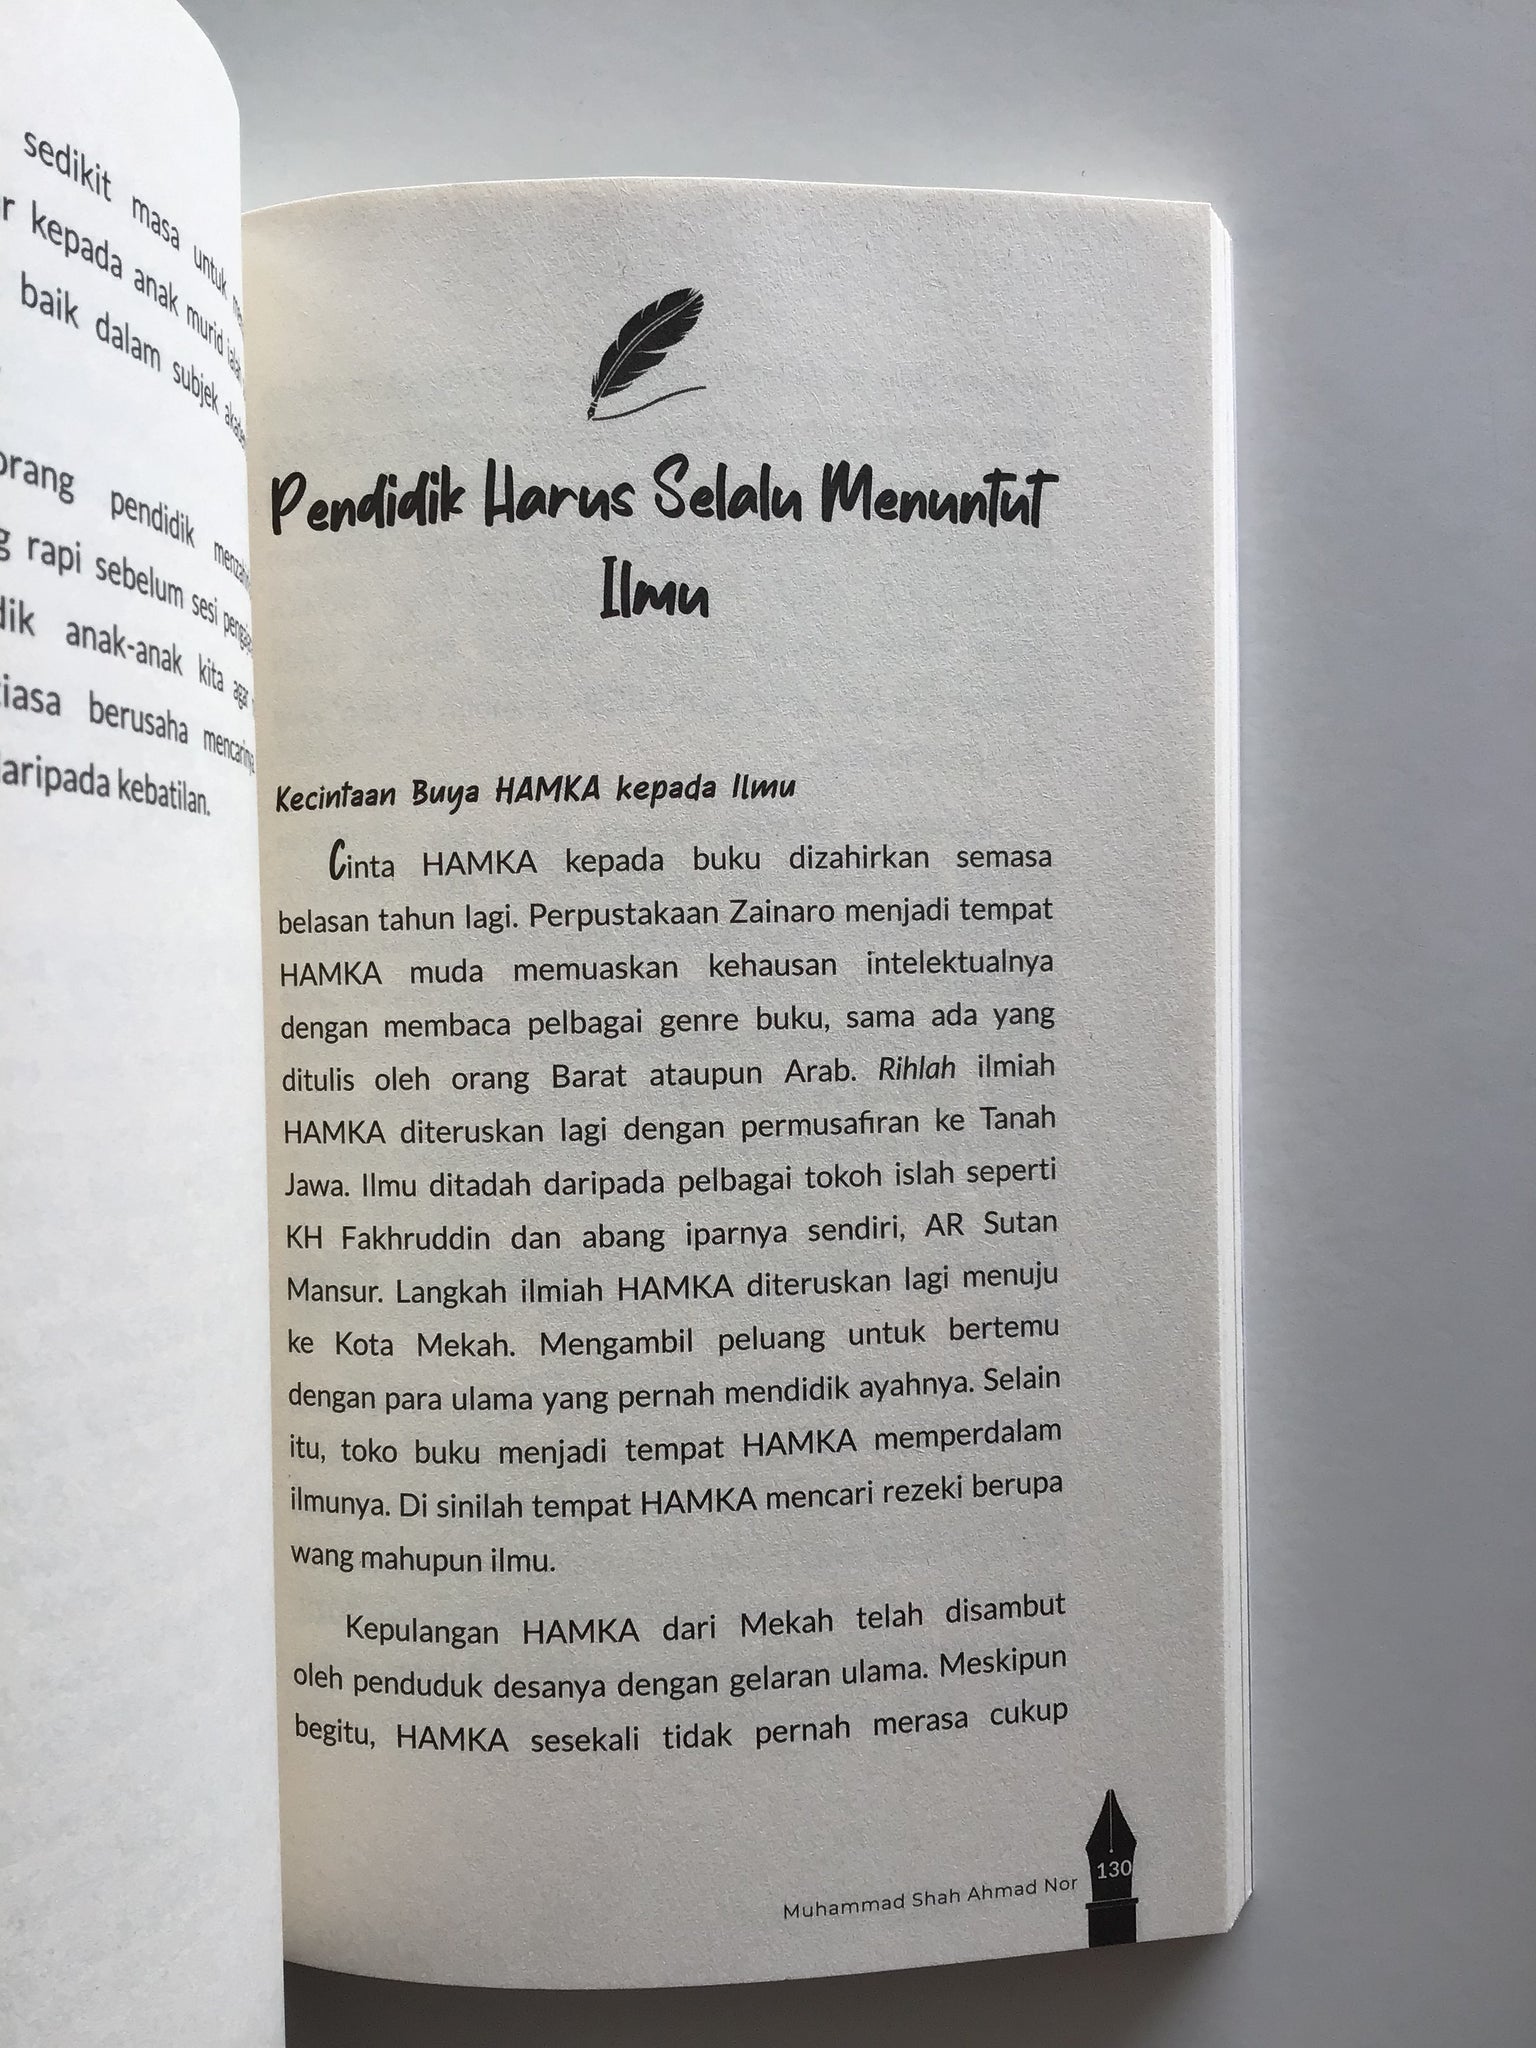 sedikit masa untuk
kepada anak murid
baik dalam subjek
pendidik
rapi sebelum sesi
anak-anak kita agar
berusaha mencarinya
daripada kebatilan.
Pendidik Harus Selalu Menuntut
Ilmu
Kecintaan Buya HAMKA kepada Ilmu
Cinta HAMKA kepada buku dizahirkan semasa
belasan tahun lagi. Perpustakaan Zainaro menjadi tempat
HAMKA muda memuaskan kehausan intelektualnya
dengan membaca pelbagai genre buku, sama ada yang
ditulis oleh orang Barat ataupun Arab. Rihlah ilmiah
HAMKA diteruskan lagi dengan permusafiran ke Tanah
Jawa. Ilmu ditadah daripada pelbagai tokoh islah seperti
KH Fakhruddin dan abang iparnya sendiri, AR Sutan
Mansur. Langkah ilmiah HAMKA diteruskan lagi menuju
ke Kota Mekah. Mengambil peluang untuk bertemu
dengan para ulama yang pernah mendidik ayahnya. Selain
itu, toko buku menjadi tempat HAMKA memperdalam
ilmunya. Di sinilah tempat HAMKA mencari rezeki berupa
wang mahupun ilmu.
Kepulangan HAMKA dari Mekah telah disambut
oleh penduduk desanya dengan gelaran ulama. Meskipun
begitu, HAMKA sesekali tidak pernah merasa cukup
Muhammad Shah Ahmad Nor 130